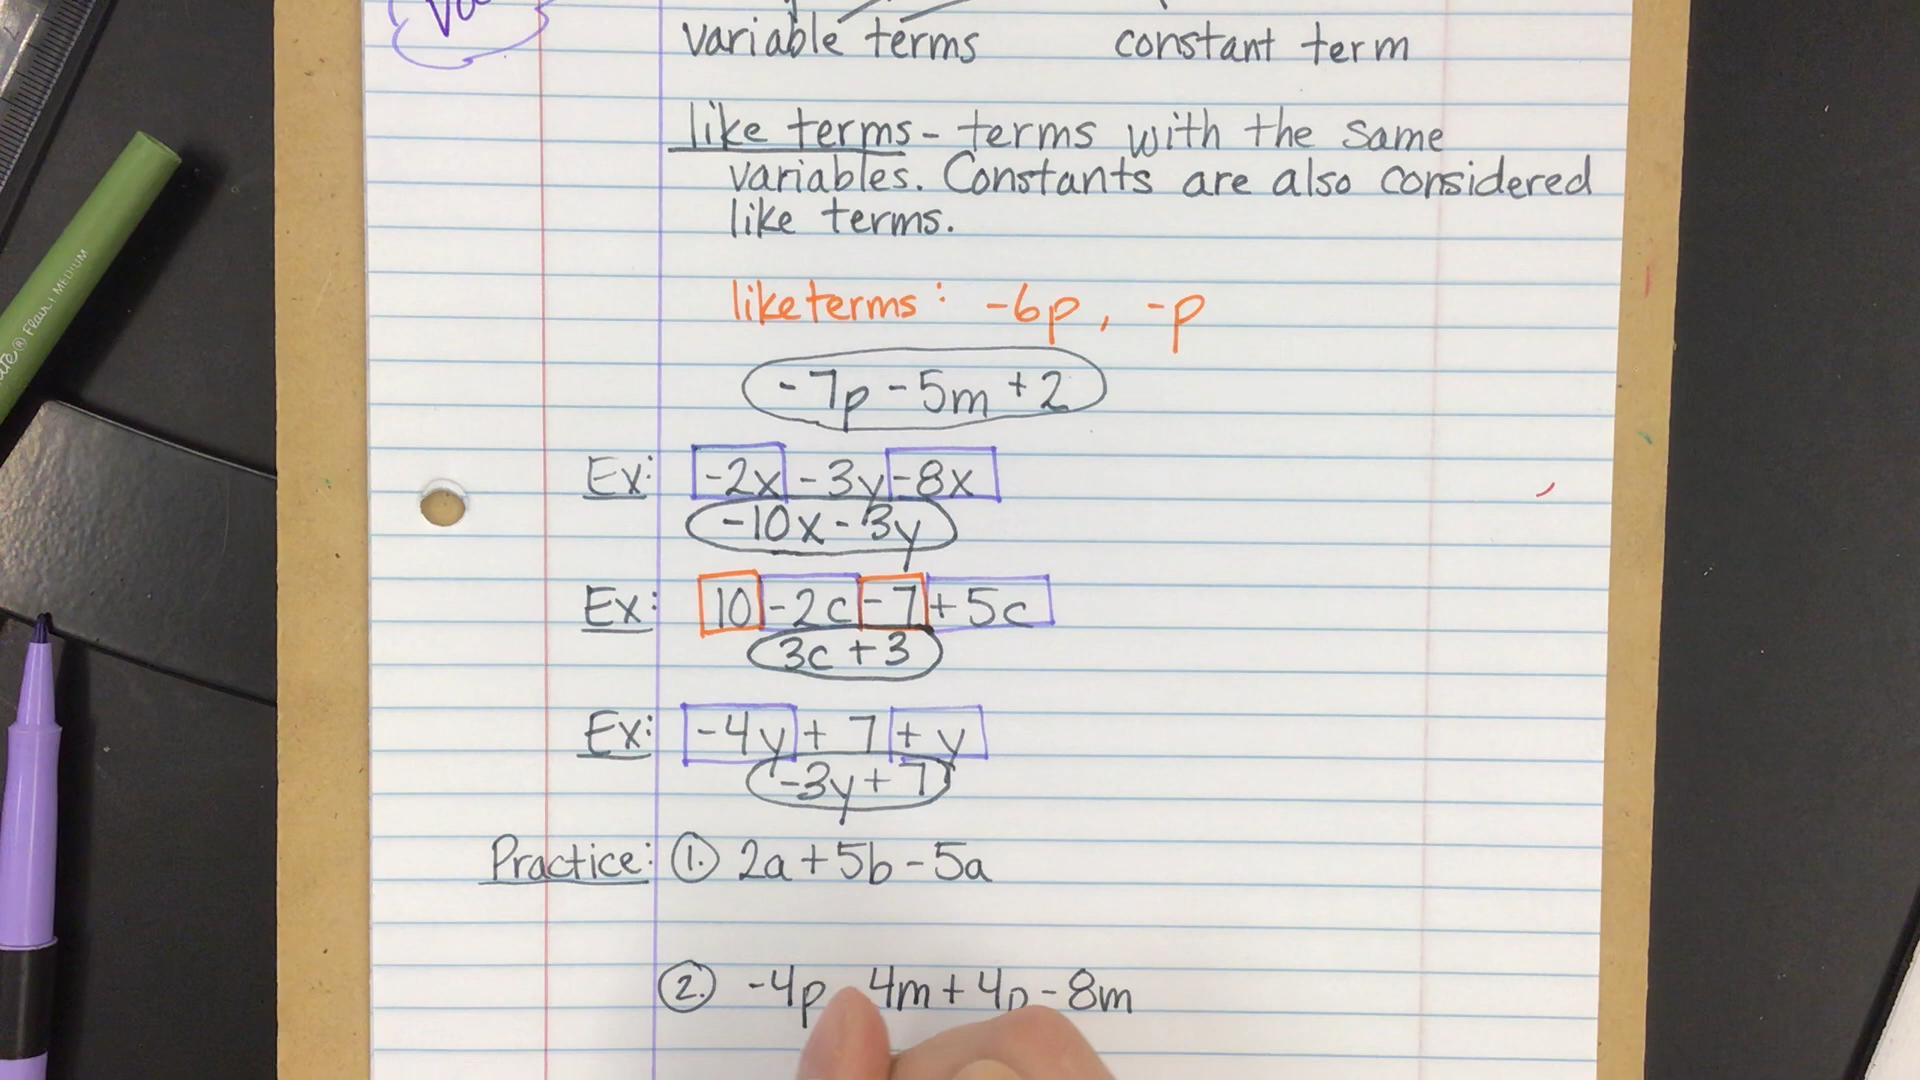 variable terms constant term
like terms - terms with the same
variables. Constants are also considered
like terms.
like terms: -6p, -p
-7p - 5m + 2
Ex: -2x - 3y - 8x
-10x - 3y
Ex: 10 - 2c - 7 + 5c
3c + 3
Ex: -4y + 7 + y
-3y + 7
Practice: 1. 2a + 5b - 5a
2. -4p 4m + 4p - 8m
Flair MEDIUM